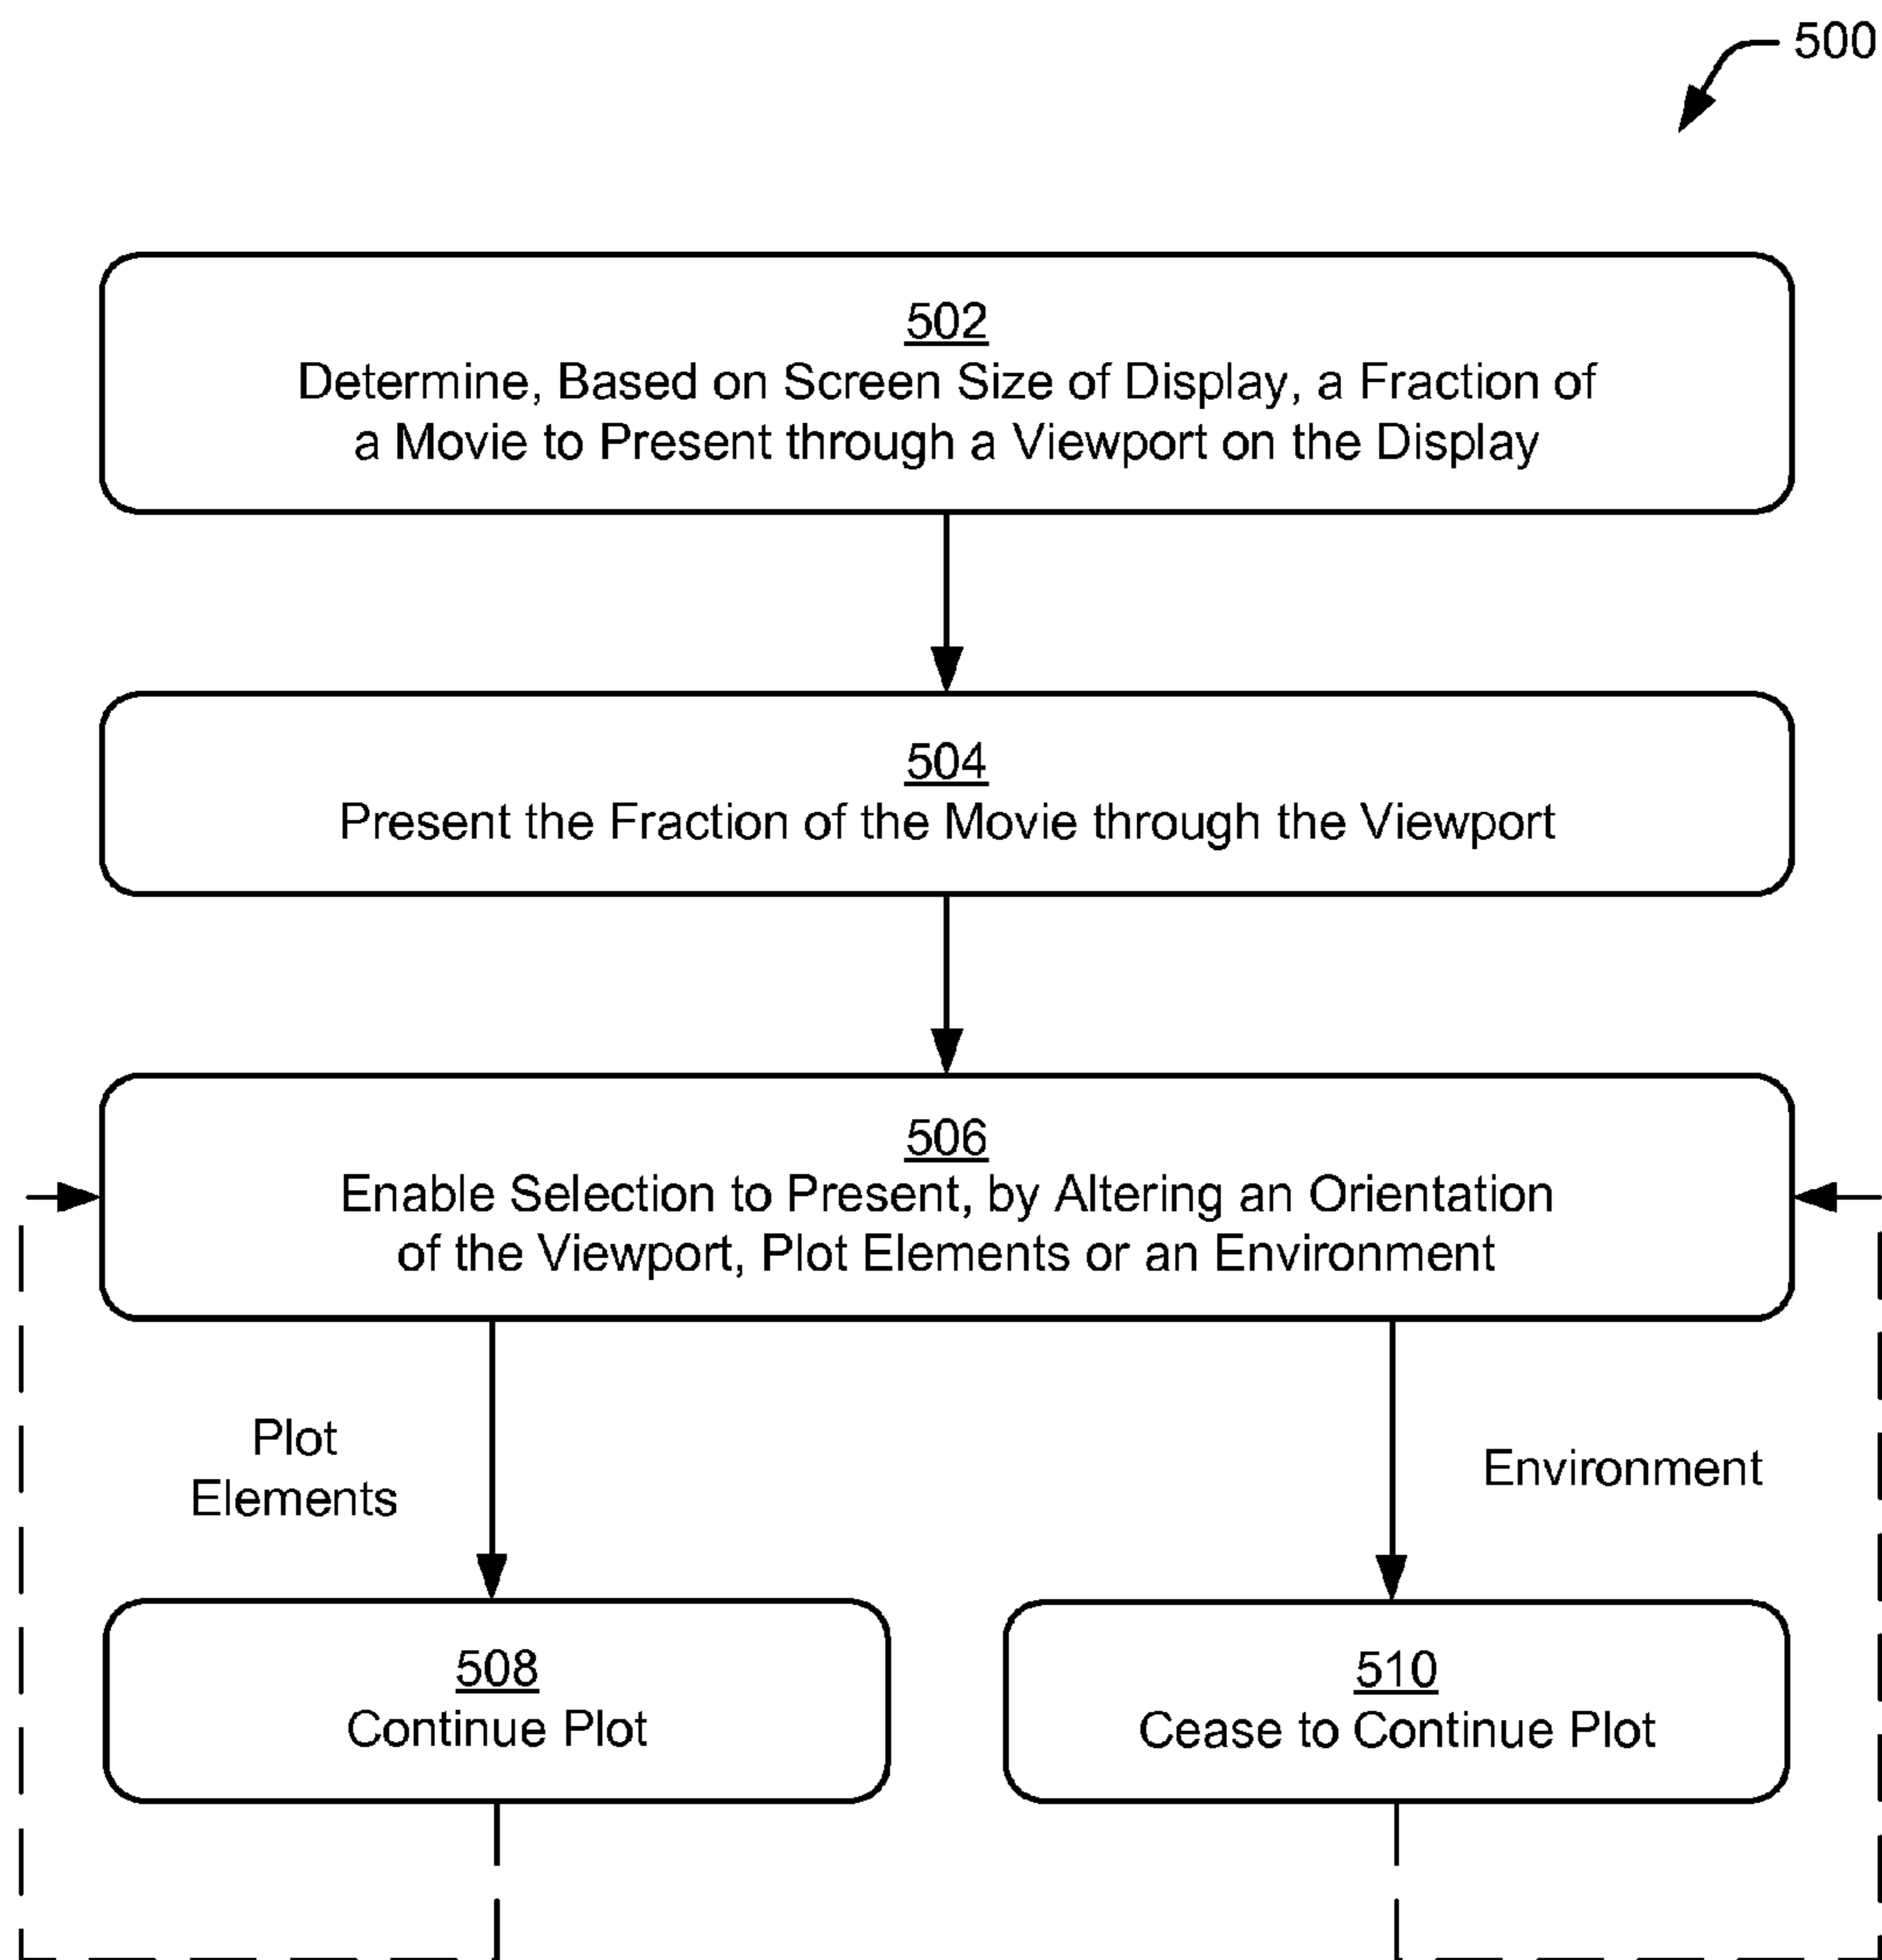 500
502
Determine, Based on Screen Size of Display, a Fraction of
a Movie to Present through a Viewport on the Display
504
Present the Fraction of the Movie through the Viewport
506
Enable Selection to Present, by Altering an Orientation
of the Viewport, Plot Elements or an Environment
Plot
Elements
Environment
508
Continue Plot
510
Cease to Continue Plot